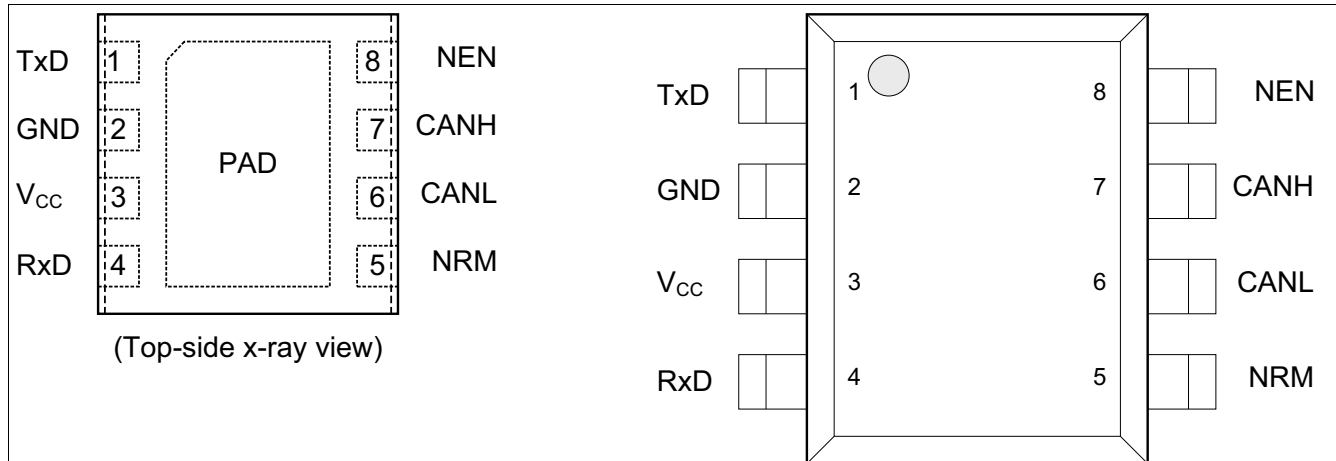 TxD 1 8 NEN
GND 2 7 CANH
PAD
VCC 3 6 CANL
RxD 4 5 NRM
(Top-side x-ray view)
TxD 1 8 NEN
GND 2 7 CANH
VCC 3 6 CANL
RxD 4 5 NRM